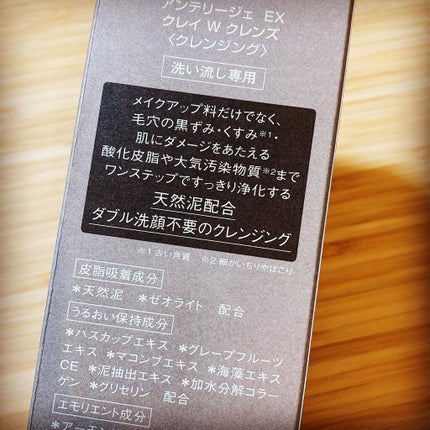 アンテリージェ EX
クレイ W クレンズ
〈クレンジング〉
洗い流し専用
メイクアップ料だけでなく、
毛穴の黒ずみ・くすみ※1・
肌にダメージをあたえる
酸化皮脂や大気汚染物質※2まで
ワンステップですっきり浄化する
天然泥配合
ダブル洗顔不要のクレンジング
※1 古い角質 ※2 細かいちりやほこり
皮脂吸着成分
＊天然泥 ＊ゼオライト 配合
うるおい保持成分
＊ハスカップエキス ＊グレープフルーツ
エキス ＊マコンブエキス ＊海藻エキス
CE ＊泥抽出エキス ＊加水分解コラー
ゲン ＊グリセリン 配合
エモリエント成分